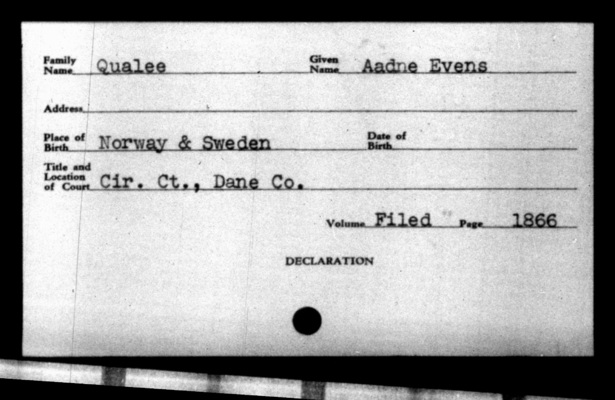 Family Name Qualee Given Name Aadne Evens
Address
Place of Birth Norway & Sweden Date of Birth
Title and Location of Court Cir. Ct., Dane Co.
Volume Filed Page 1866
DECLARATION